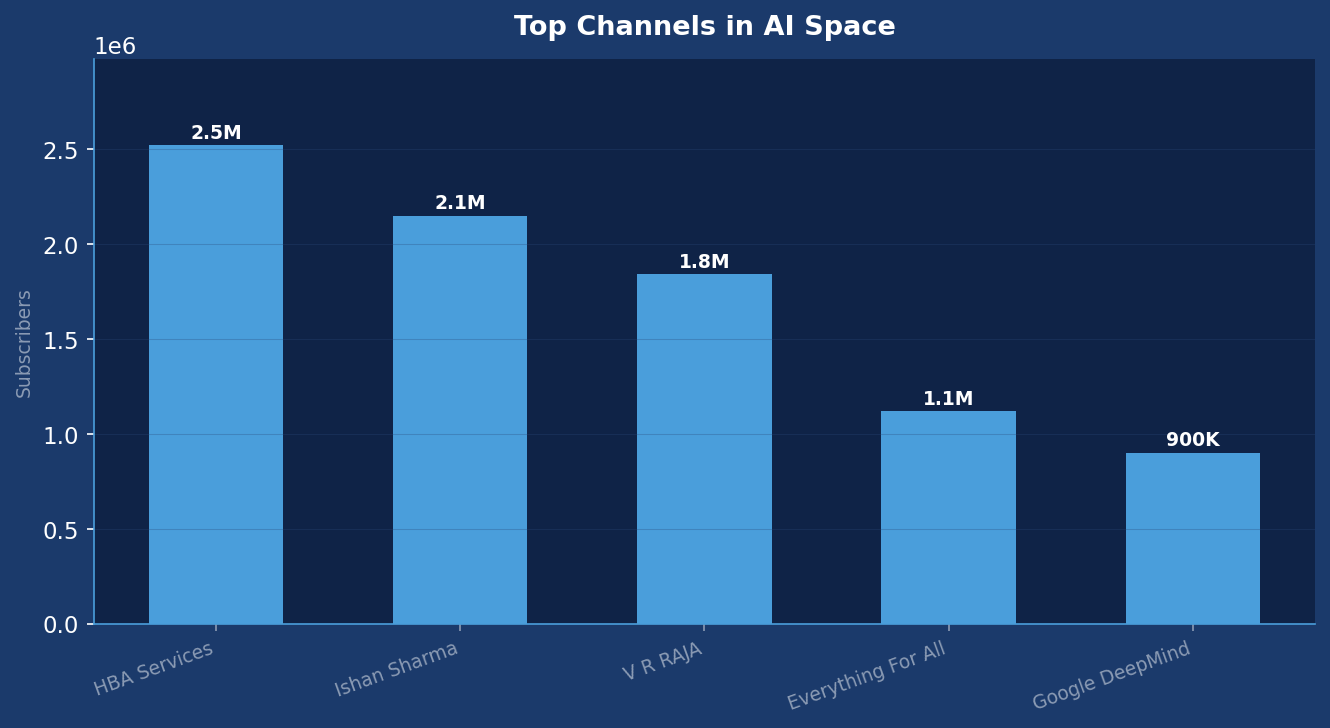 Top Channels in AI Space
1e6
2.5M
2.1M
1.8M
1.1M
900K
2.5
2.0
1.5
1.0
0.5
0.0
Subscribers
HBA Services
Ishan Sharma
V R RAJA
Everything For All
Google DeepMind